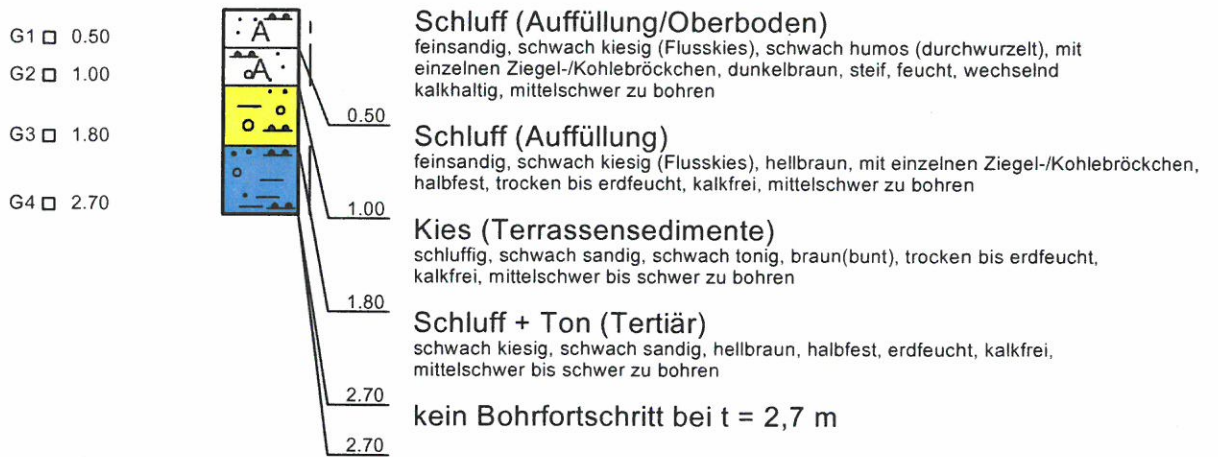 G1 0.50
G2 1.00
G3 1.80
G4 2.70
A
A
Schluff (Auffüllung/Oberboden)
feinsandig, schwach kiesig (Flusskies), schwach humos (durchwurzelt), mit
einzelnen Ziegel-/Kohlebröckchen, dunkelbraun, steif, feucht, wechselnd
kalkhaltig, mittelschwer zu bohren
0.50
Schluff (Auffüllung)
feinsandig, schwach kiesig (Flusskies), hellbraun, mit einzelnen Ziegel-/Kohlebröckchen,
halbfest, trocken bis erdfeucht, kalkfrei, mittelschwer zu bohren
1.00
Kies (Terrassensedimente)
schluffig, schwach sandig, schwach tonig, braun(bunt), trocken bis erdfeucht,
kalkfrei, mittelschwer bis schwer zu bohren
1.80
Schluff + Ton (Tertiär)
schwach kiesig, schwach sandig, hellbraun, halbfest, erdfeucht, kalkfrei,
mittelschwer bis schwer zu bohren
2.70
kein Bohrfortschritt bei t = 2,7 m
2.70